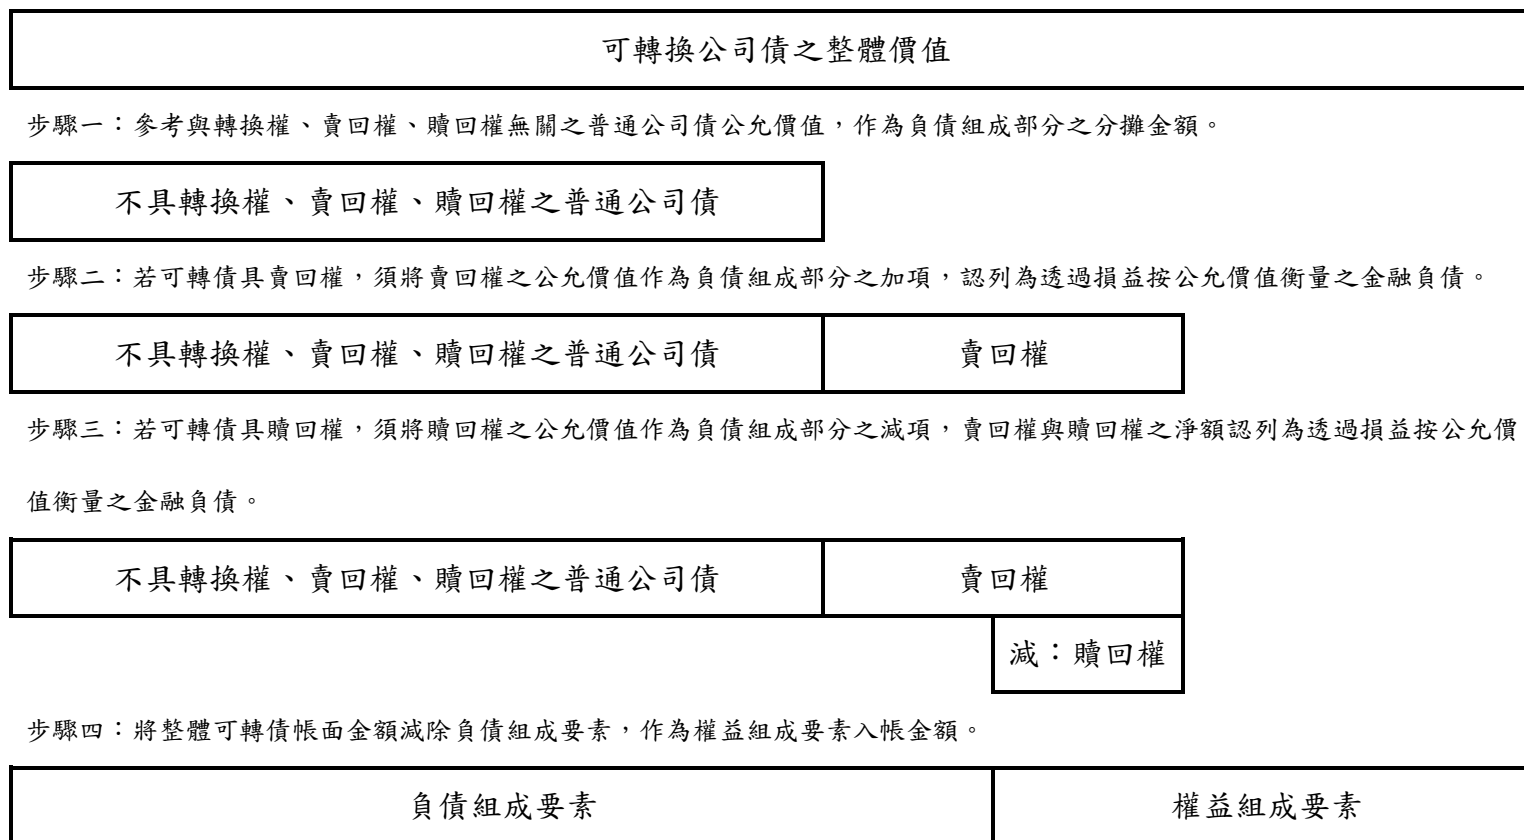 可轉換公司債之整體價值
步驟一：參考與轉換權、賣回權、贖回權無關之普通公司債公允價值，作為負債組成部分之分攤金額。
不具轉換權、賣回權、贖回權之普通公司債
步驟二：若可轉債具賣回權，須將賣回權之公允價值作為負債組成部分之加項，認列為透過損益按公允價值衡量之金融負債。
不具轉換權、賣回權、贖回權之普通公司債 賣回權
步驟三：若可轉債具贖回權，須將贖回權之公允價值作為負債組成部分之減項，賣回權與贖回權之淨額認列為透過損益按公允價
值衡量之金融負債。
不具轉換權、賣回權、贖回權之普通公司債 賣回權
減：贖回權
步驟四：將整體可轉債帳面金額減除負債組成要素，作為權益組成要素入帳金額。
負債組成要素 權益組成要素